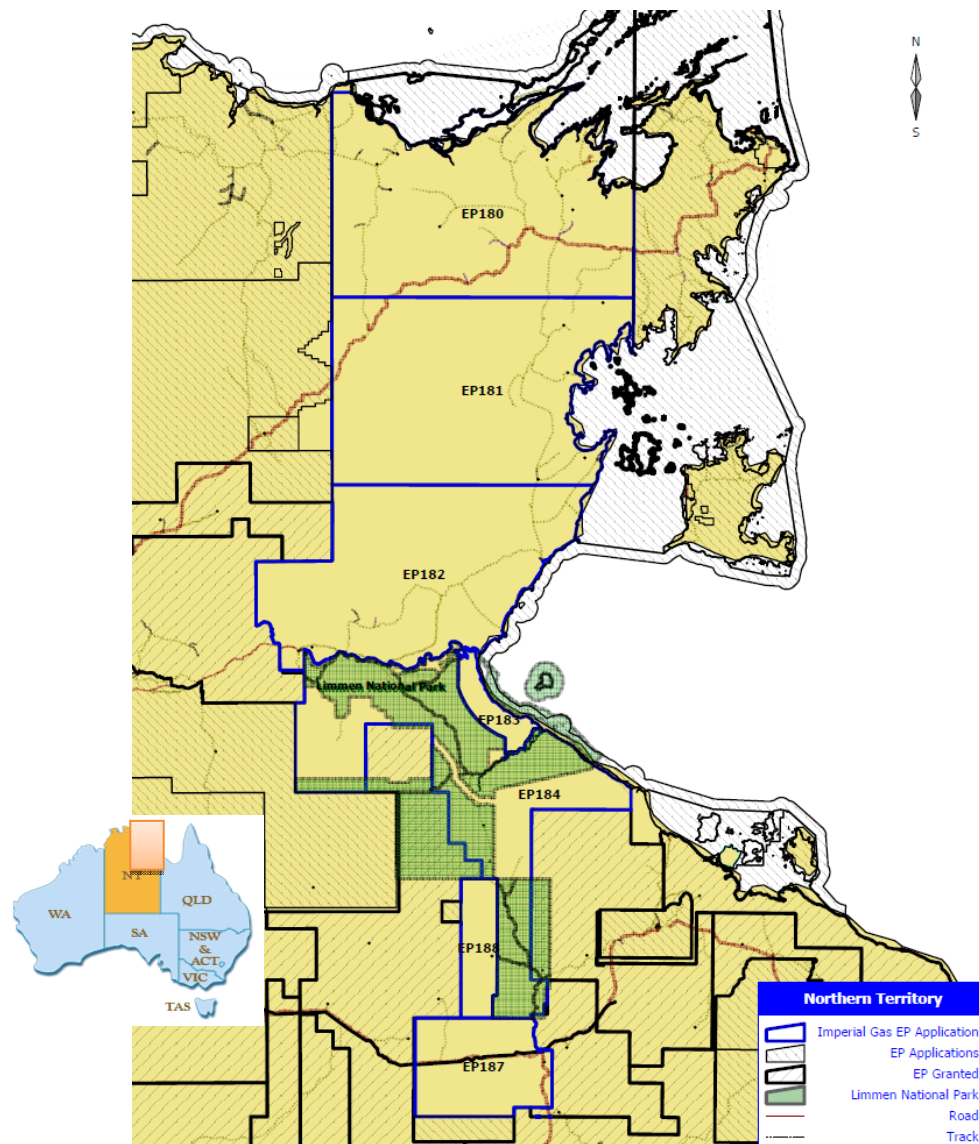 N
S
EP180
EP181
EP182
Limmen National Park
EP183
EP184
NT
WA
QLD
SA
NSW
&
ACT
VIC
TAS
EP188
EP187
Northern Territory
Imperial Gas EP Application
EP Applications
EP Granted
Limmen National Park
Road
Track